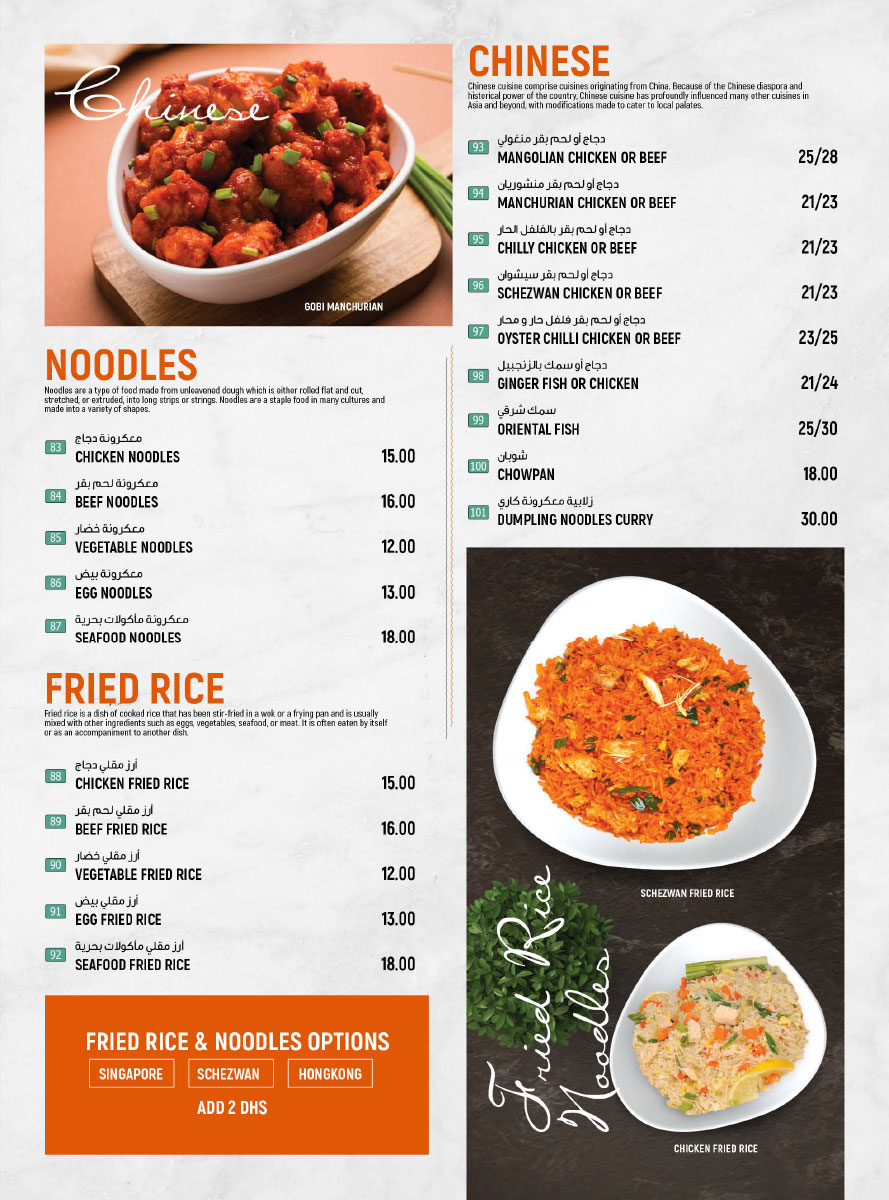 Chinese
GOBI MANCHURIAN
NOODLES
Noodles are a type of food made from unleavened dough which is either rolled flat and cut,
stretched, or extruded, into long strips or strings. Noodles are a staple food in many cultures and
made into a variety of shapes.
معكرونة دجاج
83 CHICKEN NOODLES 15.00
معكرونة لحم بقر
84 BEEF NOODLES 16.00
معكرونة خضار
85 VEGETABLE NOODLES 12.00
معكرونة بيض
86 EGG NOODLES 13.00
معكرونة مأكولات بحرية
87 SEAFOOD NOODLES 18.00
FRIED RICE
Fried rice is a dish of cooked rice that has been stir-fried in a wok or a frying pan and is usually
mixed with other ingredients such as eggs, vegetables, seafood, or meat. It is often eaten by itself
or as an accompaniment to another dish.
أرز مقلي دجاج
88 CHICKEN FRIED RICE 15.00
أرز مقلي لحم بقر
89 BEEF FRIED RICE 16.00
أرز مقلي خضار
90 VEGETABLE FRIED RICE 12.00
أرز مقلي بيض
91 EGG FRIED RICE 13.00
أرز مقلي مأكولات بحرية
92 SEAFOOD FRIED RICE 18.00
FRIED RICE & NOODLES OPTIONS
SINGAPORE SCHEZWAN HONGKONG
ADD 2 DHS
CHINESE
Chinese cuisine comprise cuisines originating from China. Because of the Chinese diaspora and
historical power of the country, Chinese cuisine has profoundly influenced many other cuisines in
Asia and beyond, with modifications made to cater to local palates.
دجاج أو لحم بقر منغولي
93 MANGOLIAN CHICKEN OR BEEF 25/28
دجاج أو لحم بقر منشوريان
94 MANCHURIAN CHICKEN OR BEEF 21/23
دجاج أو لحم بقر بالفلفل الحار
95 CHILLY CHICKEN OR BEEF 21/23
دجاج أو لحم بقر سيشوان
96 SCHEZWAN CHICKEN OR BEEF 21/23
دجاج أو لحم بقر فلفل حار و محار
97 OYSTER CHILLI CHICKEN OR BEEF 23/25
دجاج أو سمك بالزنجبيل
98 GINGER FISH OR CHICKEN 21/24
سمك شرقي
99 ORIENTAL FISH 25/30
شوبان
100 CHOWPAN 18.00
زلابية معكرونة كاري
101 DUMPLING NOODLES CURRY 30.00
SCHEZWAN FRIED RICE
Fried Rice
Noodles
CHICKEN FRIED RICE